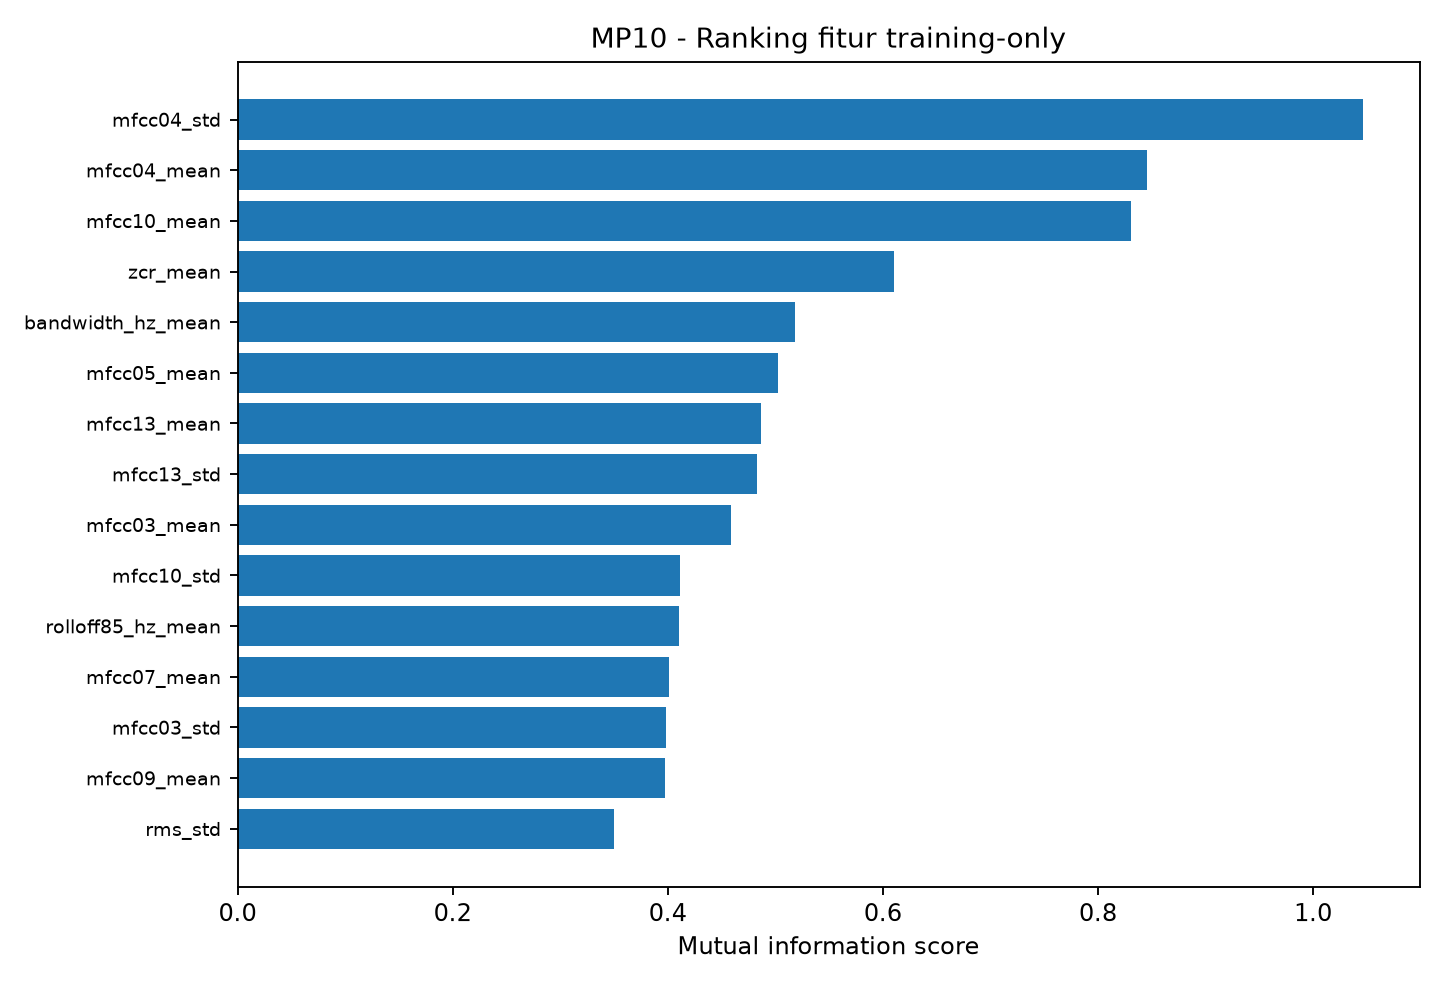 MP10 - Ranking fitur training-only
mfcc04_std
mfcc04_mean
mfcc10_mean
zcr_mean
bandwidth_hz_mean
mfcc05_mean
mfcc13_mean
mfcc13_std
mfcc03_mean
mfcc10_std
rolloff85_hz_mean
mfcc07_mean
mfcc03_std
mfcc09_mean
rms_std
0.0 0.2 0.4 0.6 0.8 1.0
Mutual information score